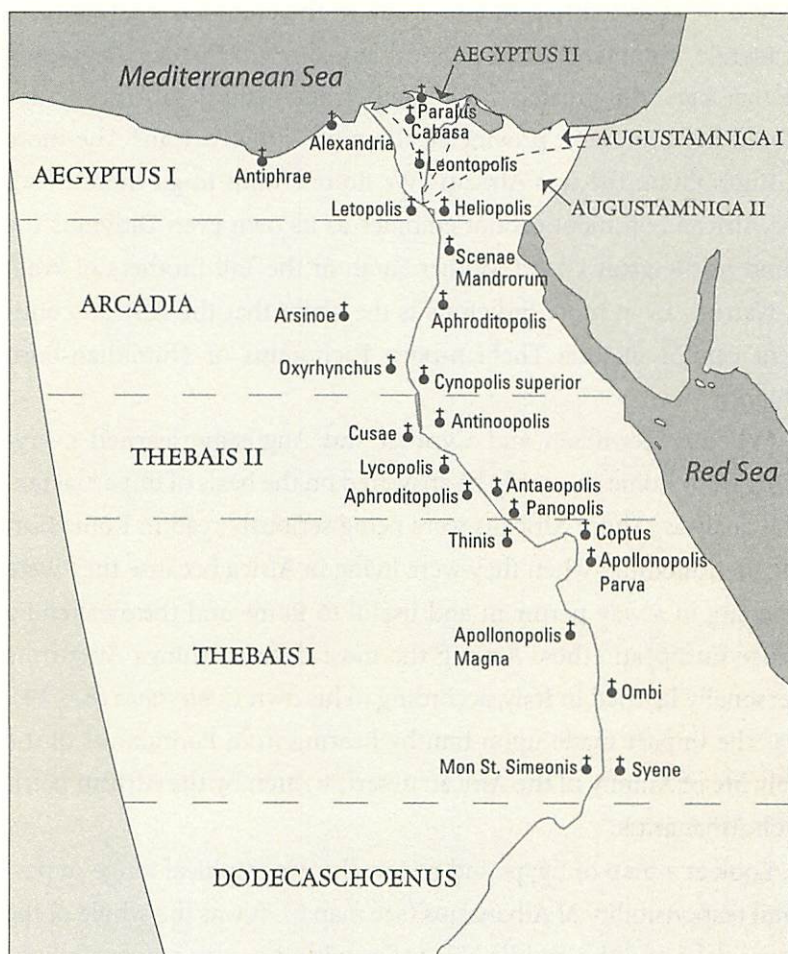 AEGYPTUS II
Mediterranean Sea
Paralus
Cabasa
Alexandria
AUGUSTAMNICA I
Antiphrae
Leontopolis
AEGYPTUS I
AUGUSTAMNICA II
Letopolis
Heliopolis
Scenae
Mandrorum
ARCADIA
Arsinoe
Aphroditopolis
Oxyrhynchus
Cynopolis superior
Antinoopolis
Cusae
THEBAIS II
Lycopolis
Red Sea
Antaeopolis
Aphroditopolis
Panopolis
Thinis
Coptus
Apollonopolis
Parva
THEBAIS I
Apollonopolis
Magna
Ombi
Mon St. Simeonis
Syene
DODECASCHOENUS